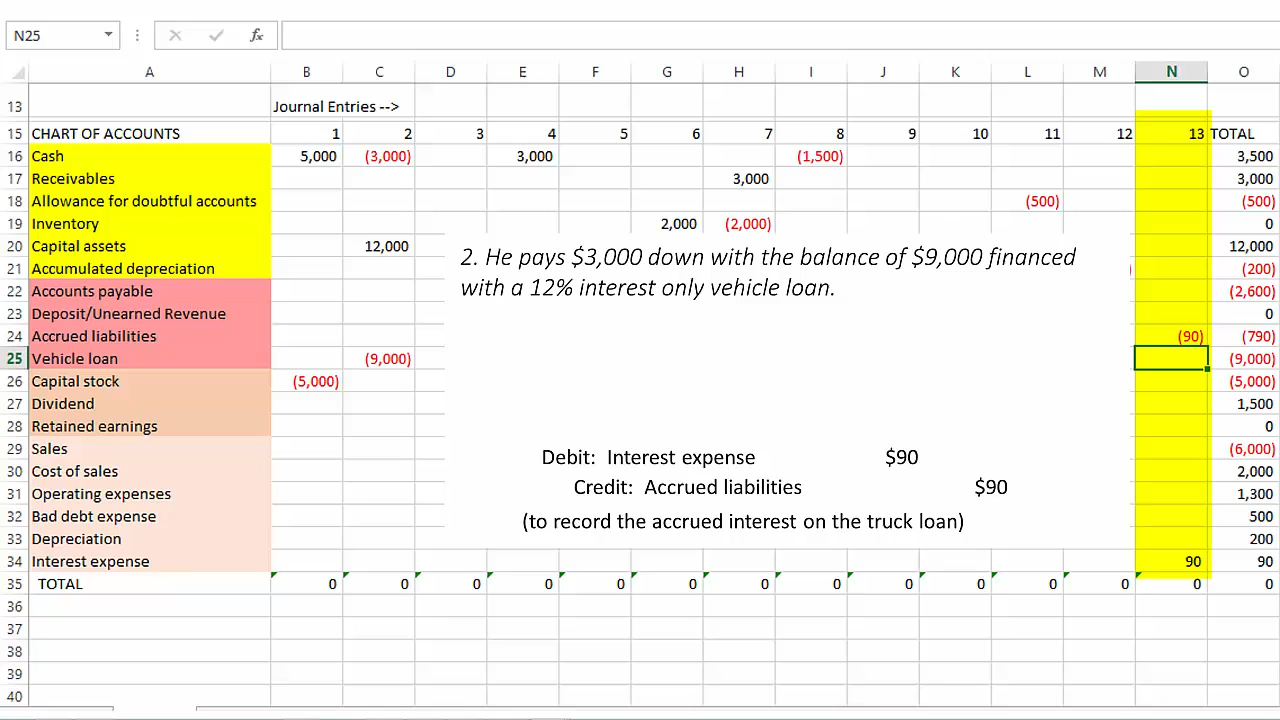 N25 fx
A B C D E F G H I J K L M N O
13 Journal Entries -->
15 CHART OF ACCOUNTS 1 2 3 4 5 6 7 8 9 10 11 12 13 TOTAL
16 Cash 5,000 (3,000) 3,000 (1,500) 3,500
17 Receivables 3,000 3,000
18 Allowance for doubtful accounts (500) (500)
19 Inventory 2,000 (2,000) 0
20 Capital assets 12,000 12,000
2. He pays $3,000 down with the balance of $9,000 financed
with a 12% interest only vehicle loan.
21 Accumulated depreciation ) (200)
22 Accounts payable (2,600)
23 Deposit/Unearned Revenue 0
24 Accrued liabilities (90) (790)
25 Vehicle loan (9,000) (9,000)
26 Capital stock (5,000) (5,000)
27 Dividend 1,500
28 Retained earnings 0
29 Sales (6,000)
Debit: Interest expense $90
30 Cost of sales 2,000
Credit: Accrued liabilities $90
31 Operating expenses 1,300
32 Bad debt expense 500
(to record the accrued interest on the truck loan)
33 Depreciation 200
34 Interest expense 90 90
35 TOTAL 0 0 0 0 0 0 0 0 0 0 0 0 0 0
36
37
38
39
40